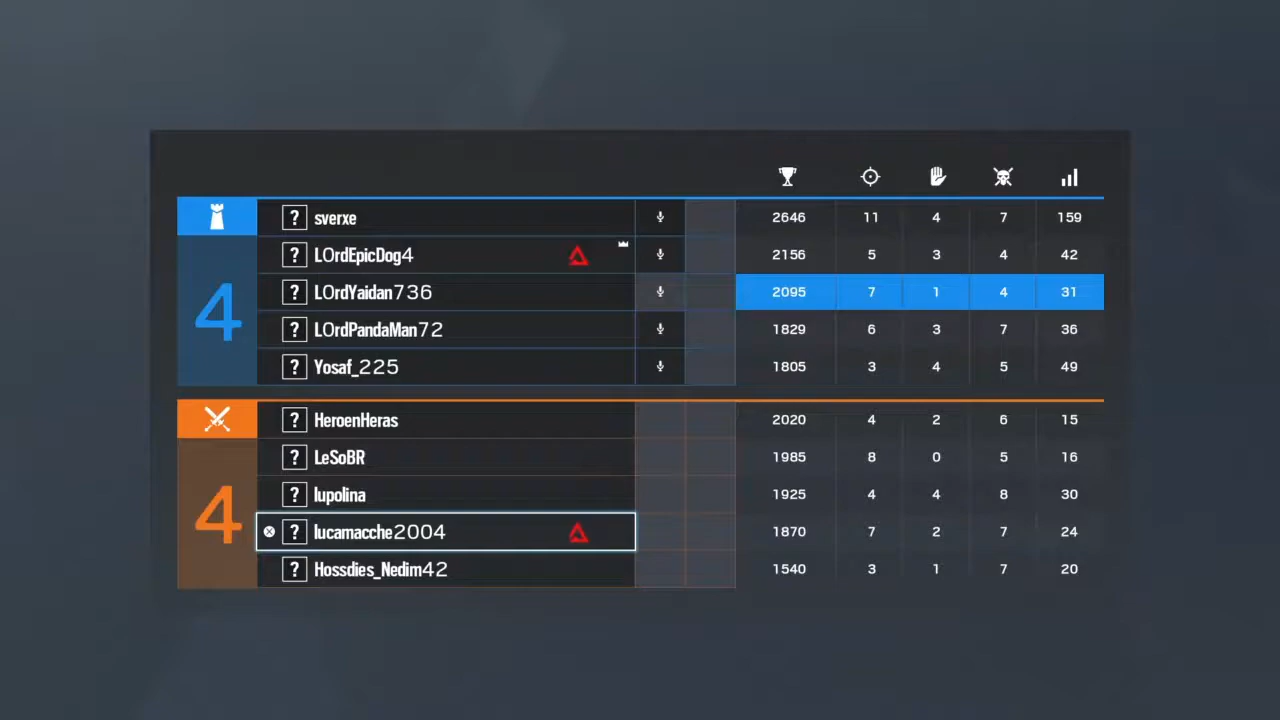 ? sverxe 2646 11 4 7 159
? LOrdEpicDog4 2156 5 3 4 42
4 ? LOrdYaidan736 2095 7 1 4 31
? LOrdPandaMan72 1829 6 3 7 36
? Yosaf_225 1805 3 4 5 49
? HeroenHeras 2020 4 2 6 15
? LeSoBR 1985 8 0 5 16
4 ? lupolina 1925 4 4 8 30
? lucamacche2004 1870 7 2 7 24
? Hossdies_Nedim42 1540 3 1 7 20